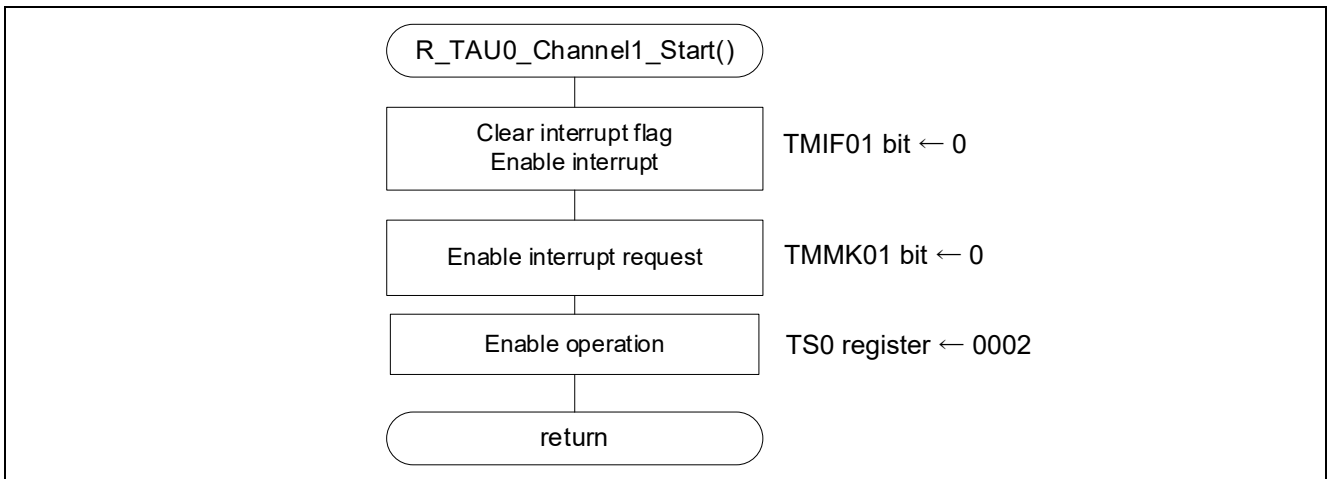 R_TAU0_Channel1_Start()
Clear interrupt flag
Enable interrupt
TMIF01 bit ← 0
Enable interrupt request
TMMK01 bit ← 0
Enable operation
TS0 register ← 0002
return